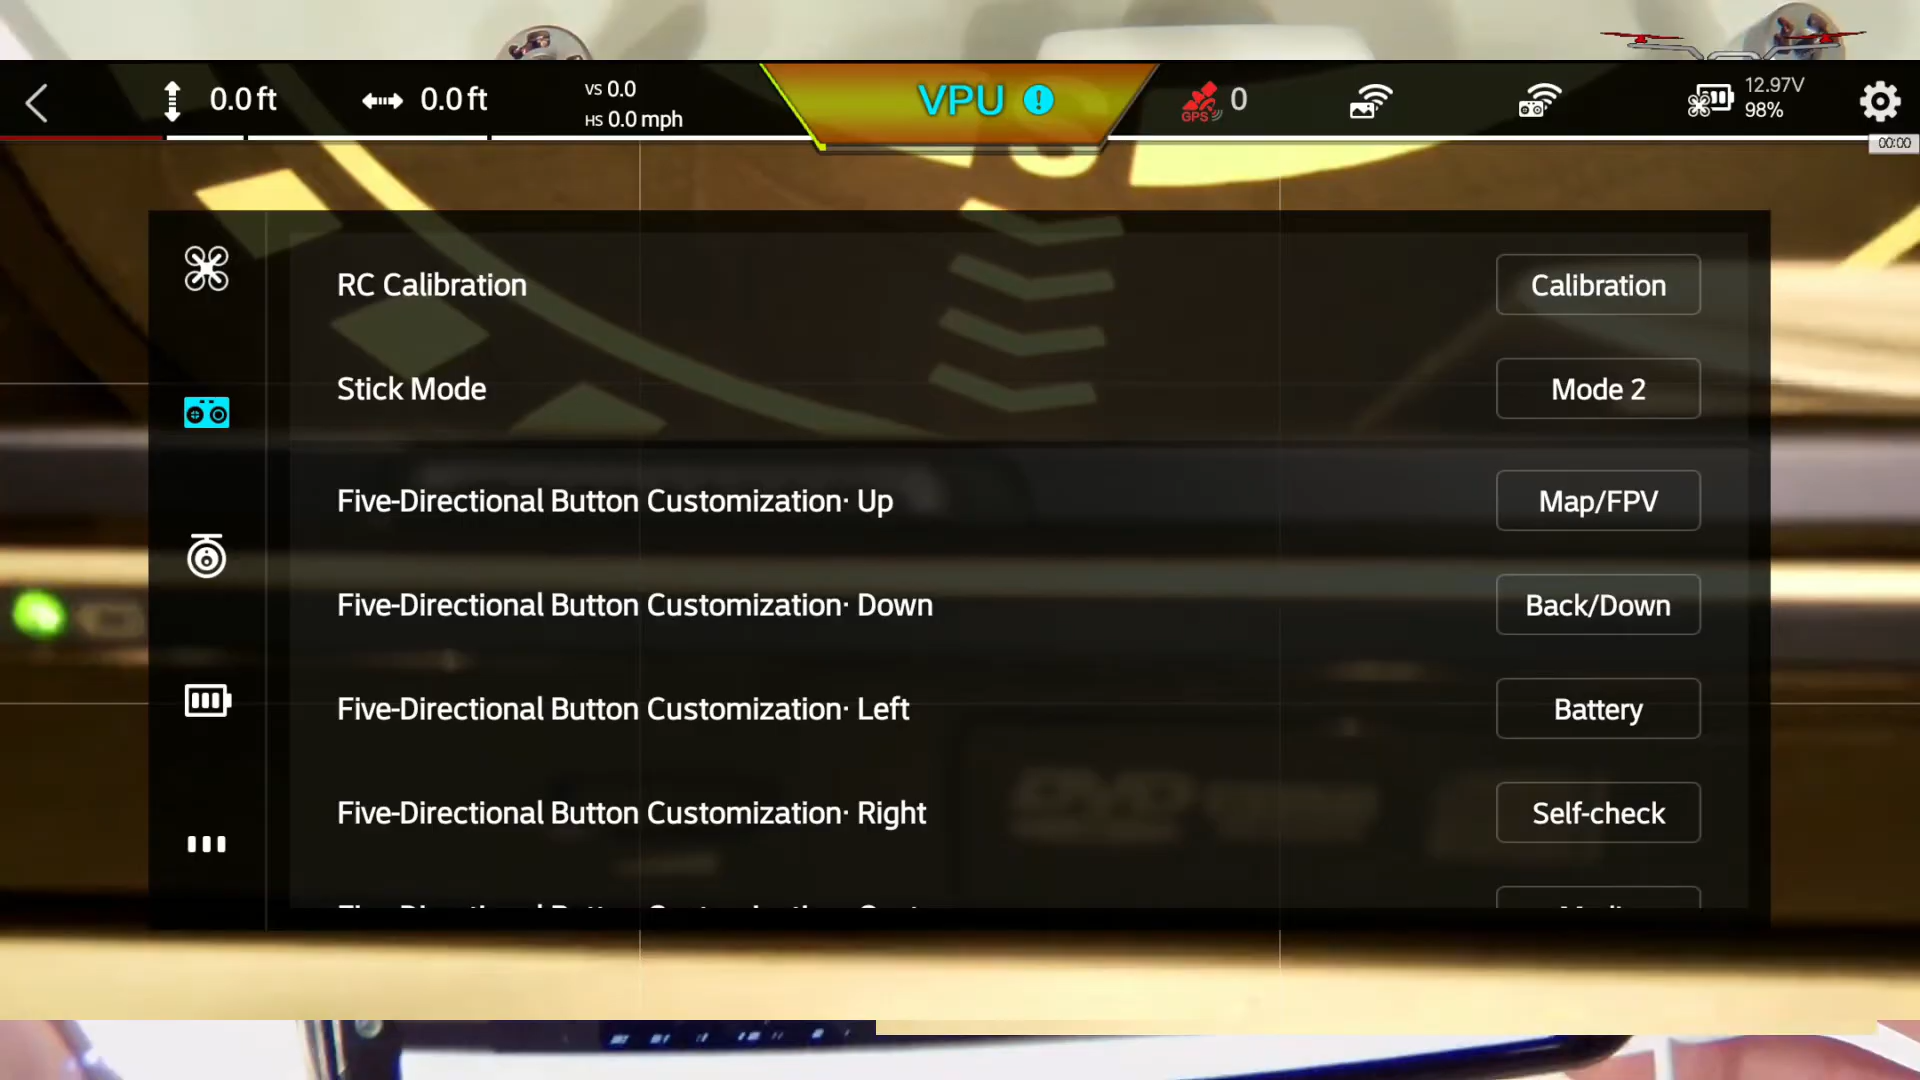 0.0 ft
0.0 ft
VS 0.0
HS 0.0 mph
VPU !
GPS 0
12.97V
98%
00:00
RC Calibration
Calibration
Stick Mode
Mode 2
Five-Directional Button Customization· Up
Map/FPV
Five-Directional Button Customization· Down
Back/Down
Five-Directional Button Customization· Left
Battery
Five-Directional Button Customization· Right
Self-check
DVD